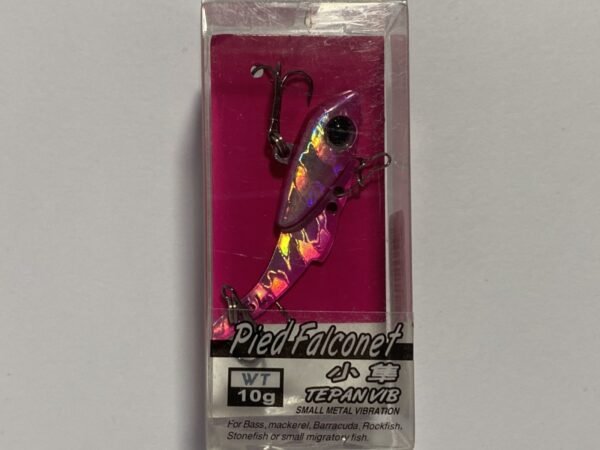 Pied Falconet
小隼
WT
10g
TEPAN VIB
SMALL METAL VIBRATION
For Bass, mackerel, Barracuda, Rockfish,
Stonefish or small migratory fish.